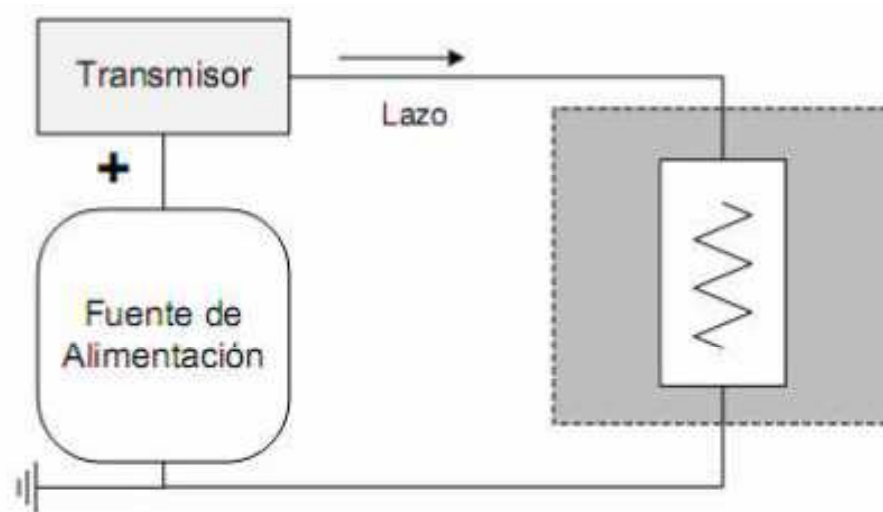 Transmisor
Lazo
+
Fuente de
Alimentación